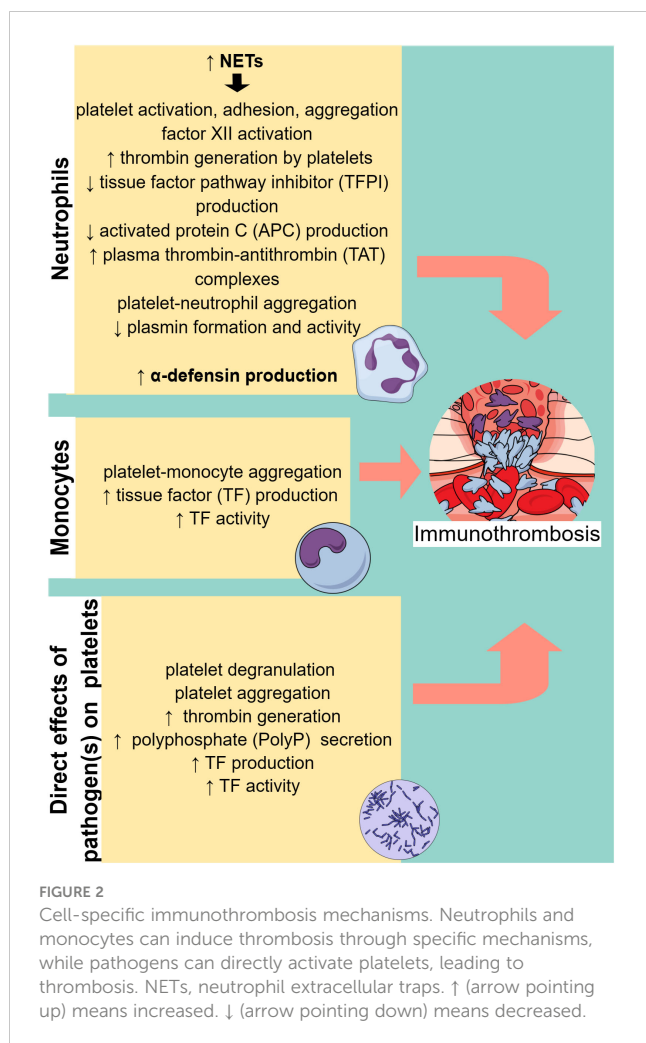 ↑ NETs
platelet activation, adhesion, aggregation
factor XII activation
↑ thrombin generation by platelets
↓ tissue factor pathway inhibitor (TFPI)
production
↓ activated protein C (APC) production
↑ plasma thrombin-antithrombin (TAT)
complexes
platelet-neutrophil aggregation
↓ plasmin formation and activity
↑ α-defensin production
Neutrophils
platelet-monocyte aggregation
↑ tissue factor (TF) production
↑ TF activity
Monocytes
Immunothrombosis
Direct effects of
pathogen(s) on platelets
platelet degranulation
platelet aggregation
↑ thrombin generation
↑ polyphosphate (PolyP) secretion
↑ TF production
↑ TF activity
FIGURE 2
Cell-specific immunothrombosis mechanisms. Neutrophils and
monocytes can induce thrombosis through specific mechanisms,
while pathogens can directly activate platelets, leading to
thrombosis. NETs, neutrophil extracellular traps. ↑ (arrow pointing
up) means increased. ↓ (arrow pointing down) means decreased.